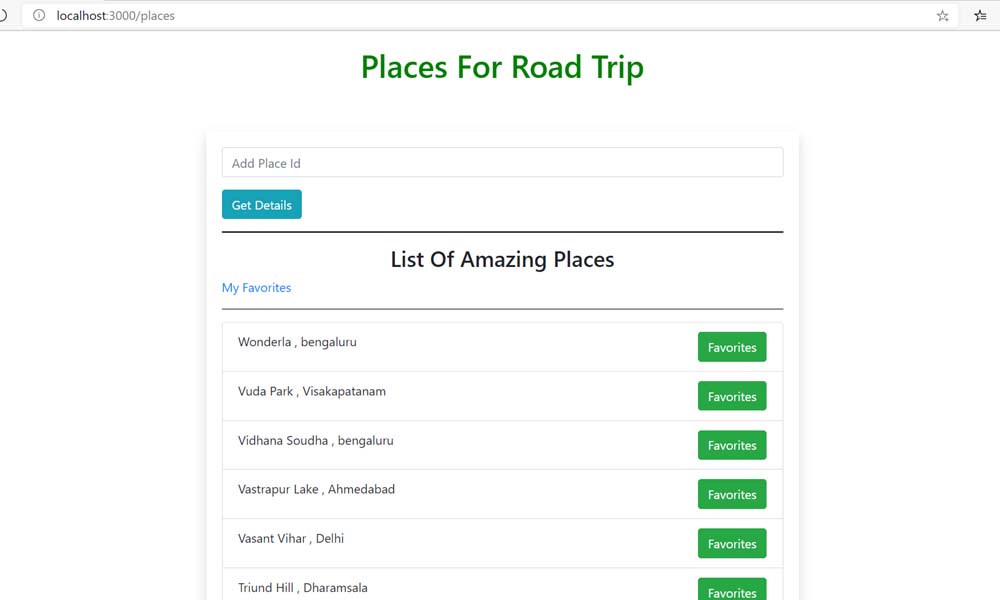 localhost:3000/places
Places For Road Trip
Add Place Id
Get Details
List Of Amazing Places
My Favorites
Wonderla , bengaluru
Favorites
Vuda Park , Visakapatanam
Favorites
Vidhana Soudha , bengaluru
Favorites
Vastrapur Lake , Ahmedabad
Favorites
Vasant Vihar , Delhi
Favorites
Triund Hill , Dharamsala
Favorites